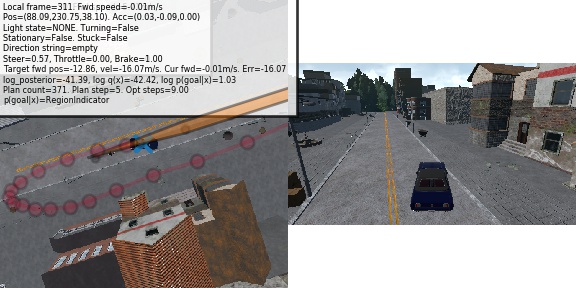 Local frame=311. Fwd speed=-0.01m/s
Pos=(88.09,230.75,38.10). Acc=(0.03,-0.09,0.00)
Light state=NONE. Turning=False
Stationary=False. Stuck=False
Direction string=empty
Steer=0.57, Throttle=0.00, Brake=1.00
Target fwd pos=-12.86, vel=-16.07m/s. Cur fwd=-0.01m/s. Err=-16.07
log_posterior=-41.39, log q(x)=-42.42, log p(goal|x)=1.03
Plan count=371. Plan step=5. Opt steps=9.00
p(goal|x)=RegionIndicator